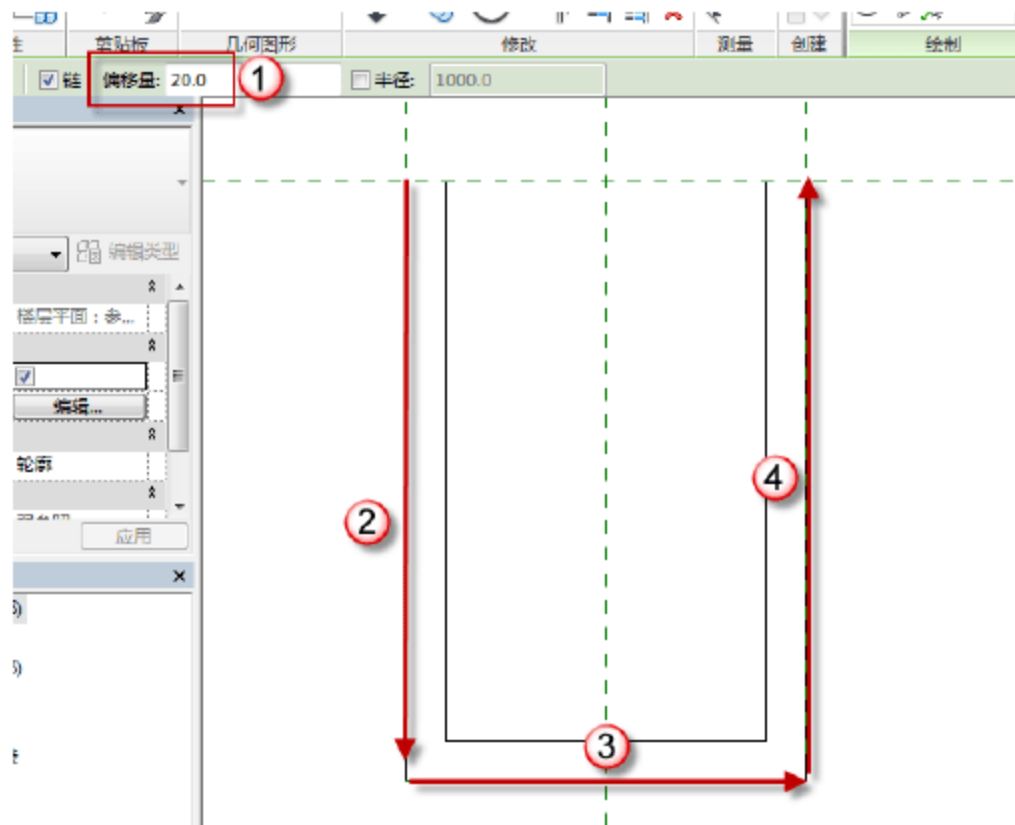 性 剪贴板 几何图形 修改 测量 创建 绘制
链 偏移量: 20.0 1 半径: 1000.0
编辑类型
楼层平面：参...
编辑...
轮廓
应用
4
2
3